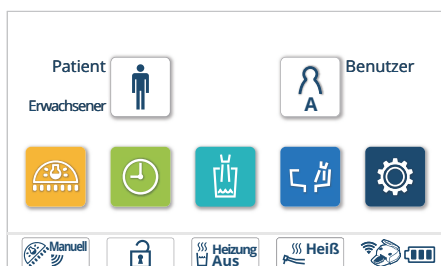 Patient
Benutzer
Erwachsener
A
Manuell
Heizung
Aus
Heiß